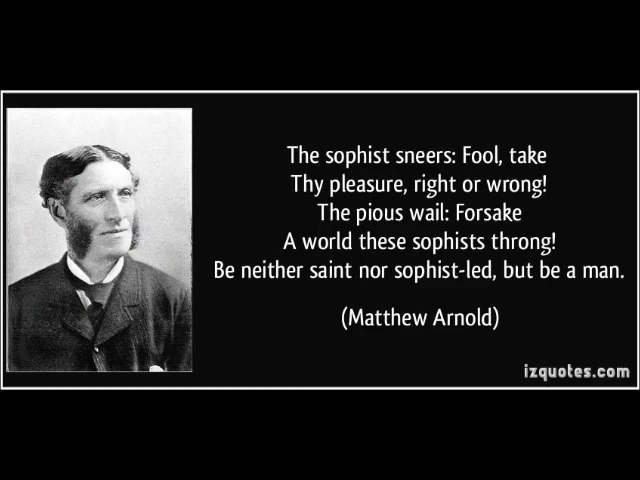 The sophist sneers: Fool, take
Thy pleasure, right or wrong!
The pious wail: Forsake
A world these sophists throng!
Be neither saint nor sophist-led, but be a man.
(Matthew Arnold)
izquotes.com